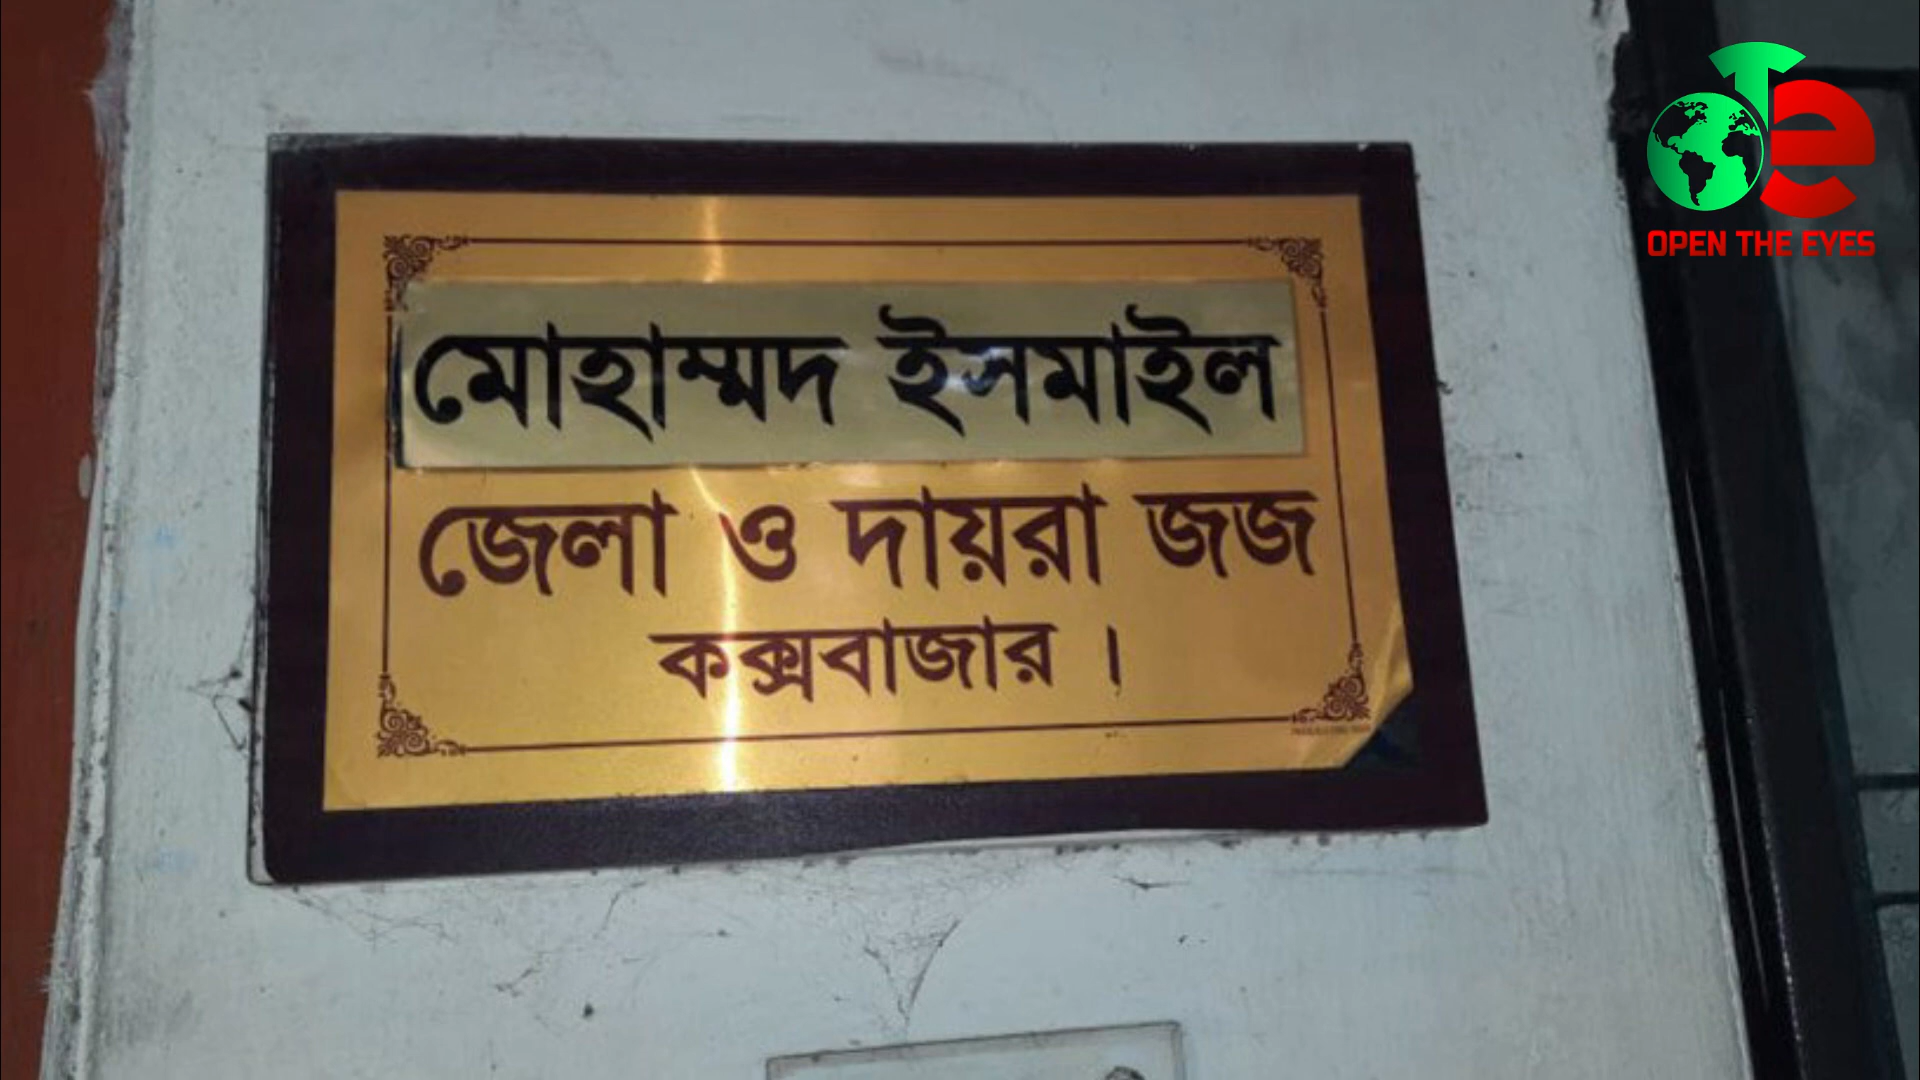 মোহাম্মদ ইসমাইল
জেলা ও দায়রা জজ
কক্সবাজার ।
OPEN THE EYES